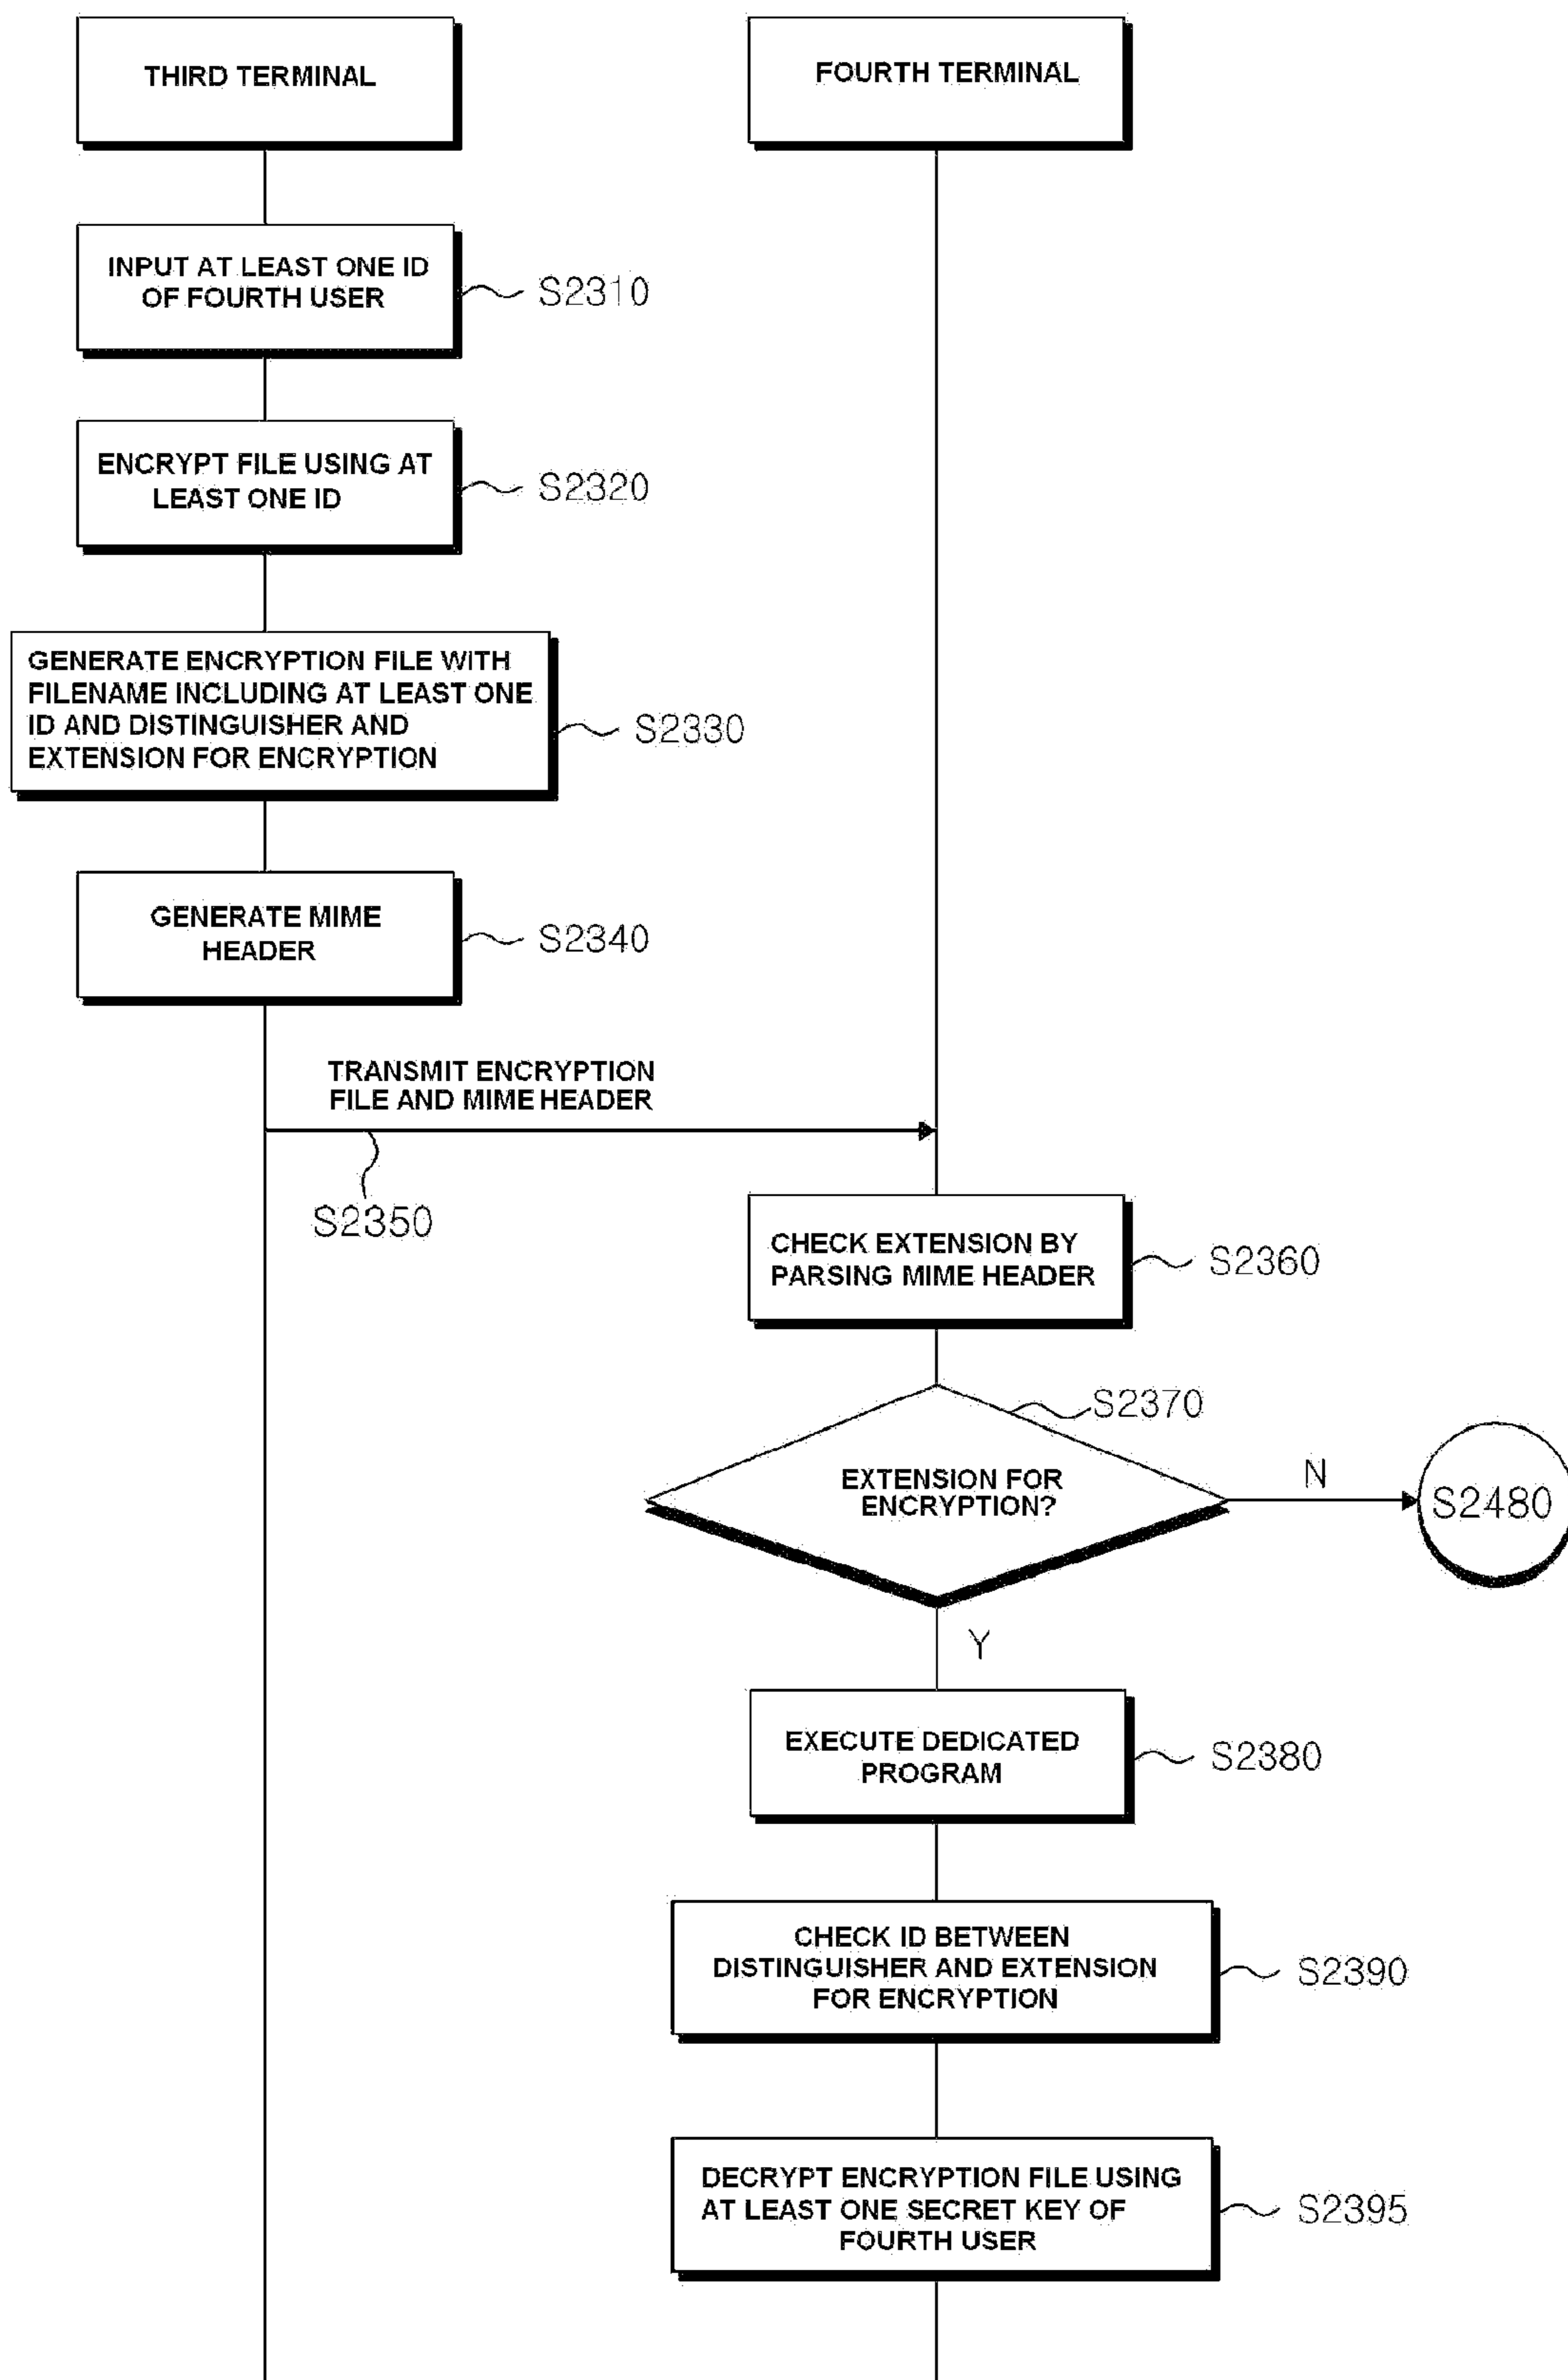 THIRD TERMINAL
FOURTH TERMINAL
INPUT AT LEAST ONE ID
OF FOURTH USER
S2310
ENCRYPT FILE USING AT
LEAST ONE ID
S2320
GENERATE ENCRYPTION FILE WITH
FILENAME INCLUDING AT LEAST ONE
ID AND DISTINGUISHER AND
EXTENSION FOR ENCRYPTION
S2330
GENERATE MIME
HEADER
S2340
TRANSMIT ENCRYPTION
FILE AND MIME HEADER
S2350
CHECK EXTENSION BY
PARSING MIME HEADER
S2360
S2370
EXTENSION FOR
ENCRYPTION?
N
S2480
Y
EXECUTE DEDICATED
PROGRAM
S2380
CHECK ID BETWEEN
DISTINGUISHER AND EXTENSION
FOR ENCRYPTION
S2390
DECRYPT ENCRYPTION FILE USING
AT LEAST ONE SECRET KEY OF
FOURTH USER
S2395